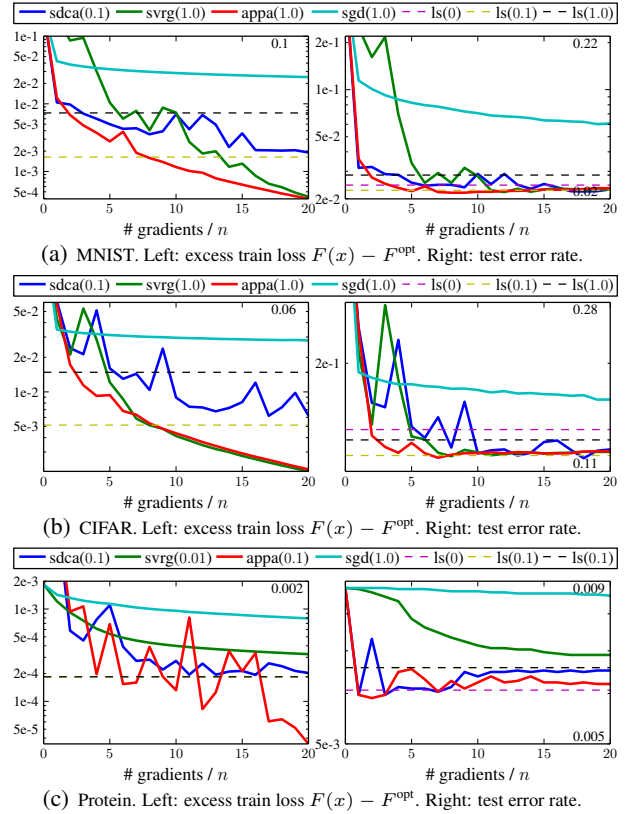 sdca(0.1) svrg(1.0) appa(1.0) sgd(1.0) ls(0) ls(0.1) ls(1.0)
1e-1
5e-2
2e-2
1e-2
5e-3
2e-3
1e-3
5e-4
0.1
0 5 10 15 20
# gradients / n
2e-1
1e-1
5e-2
2e-2
0.22
0.02
0 5 10 15 20
# gradients / n
(a) MNIST. Left: excess train loss F(x) − F^opt. Right: test error rate.
sdca(0.1) svrg(1.0) appa(1.0) sgd(1.0) ls(0) ls(0.1) ls(1.0)
5e-2
2e-2
1e-2
5e-3
0.06
0 5 10 15 20
# gradients / n
2e-1
0.28
0.11
0 5 10 15 20
# gradients / n
(b) CIFAR. Left: excess train loss F(x) − F^opt. Right: test error rate.
sdca(0.1) svrg(0.01) appa(0.1) sgd(1.0) ls(0) ls(0.1) ls(0.1)
2e-3
1e-3
5e-4
2e-4
1e-4
5e-5
0.002
0 5 10 15 20
# gradients / n
5e-3
0.009
0.005
0 5 10 15 20
# gradients / n
(c) Protein. Left: excess train loss F(x) − F^opt. Right: test error rate.